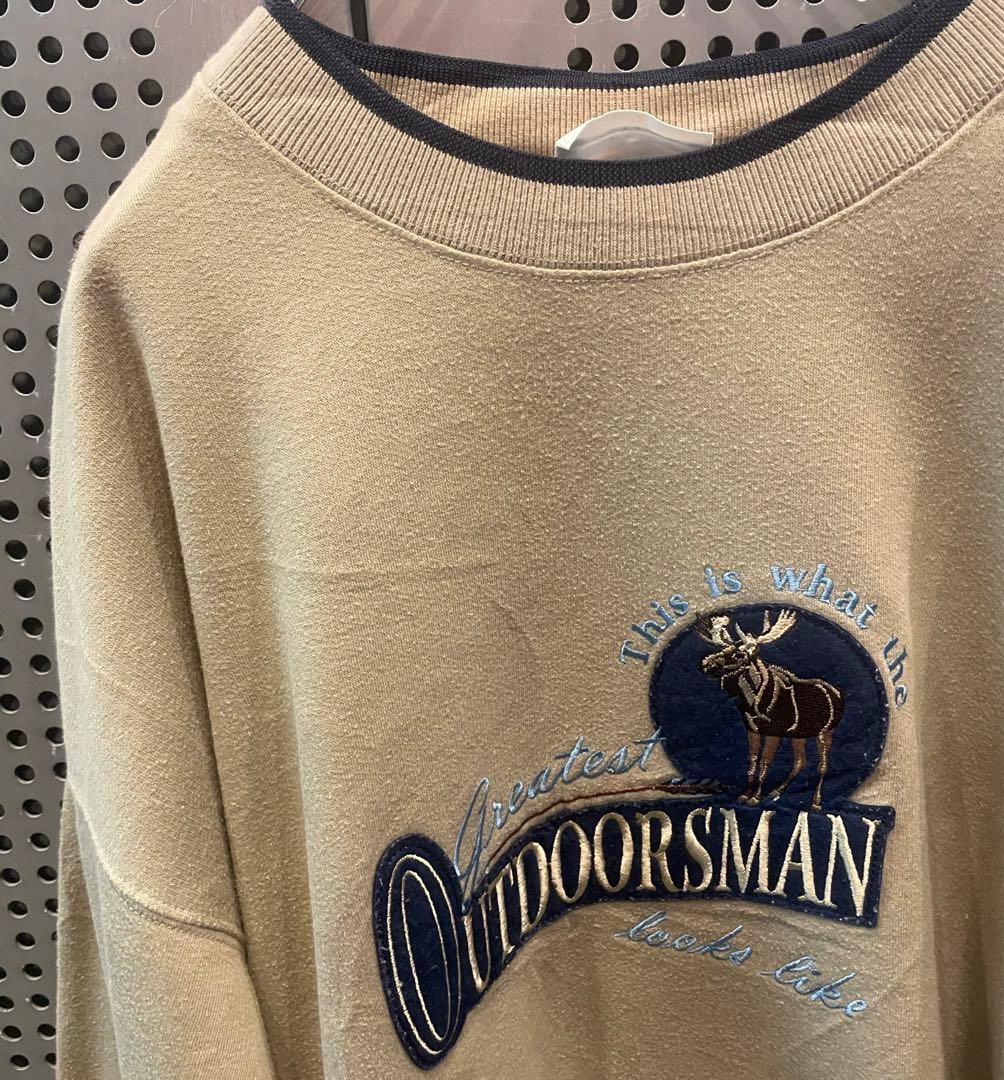 This is what the
Greatest
OUTDOORSMAN
looks like